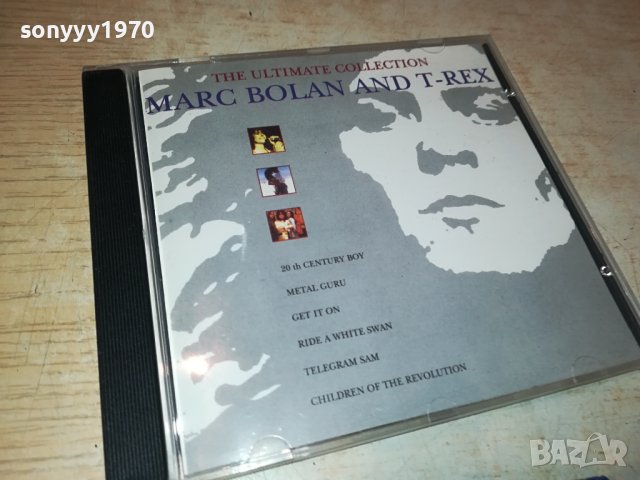 sonyyy1970
THE ULTIMATE COLLECTION
MARC BOLAN AND T-REX
20 th CENTURY BOY
METAL GURU
GET IT ON
RIDE A WHITE SWAN
TELEGRAM SAM
CHILDREN OF THE REVOLUTION
BAZAR